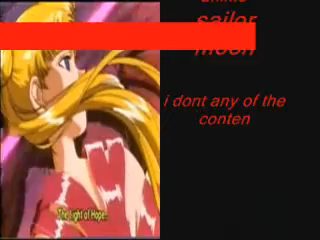 sailor
moon
i dont any of the
conten
The light of Hope...